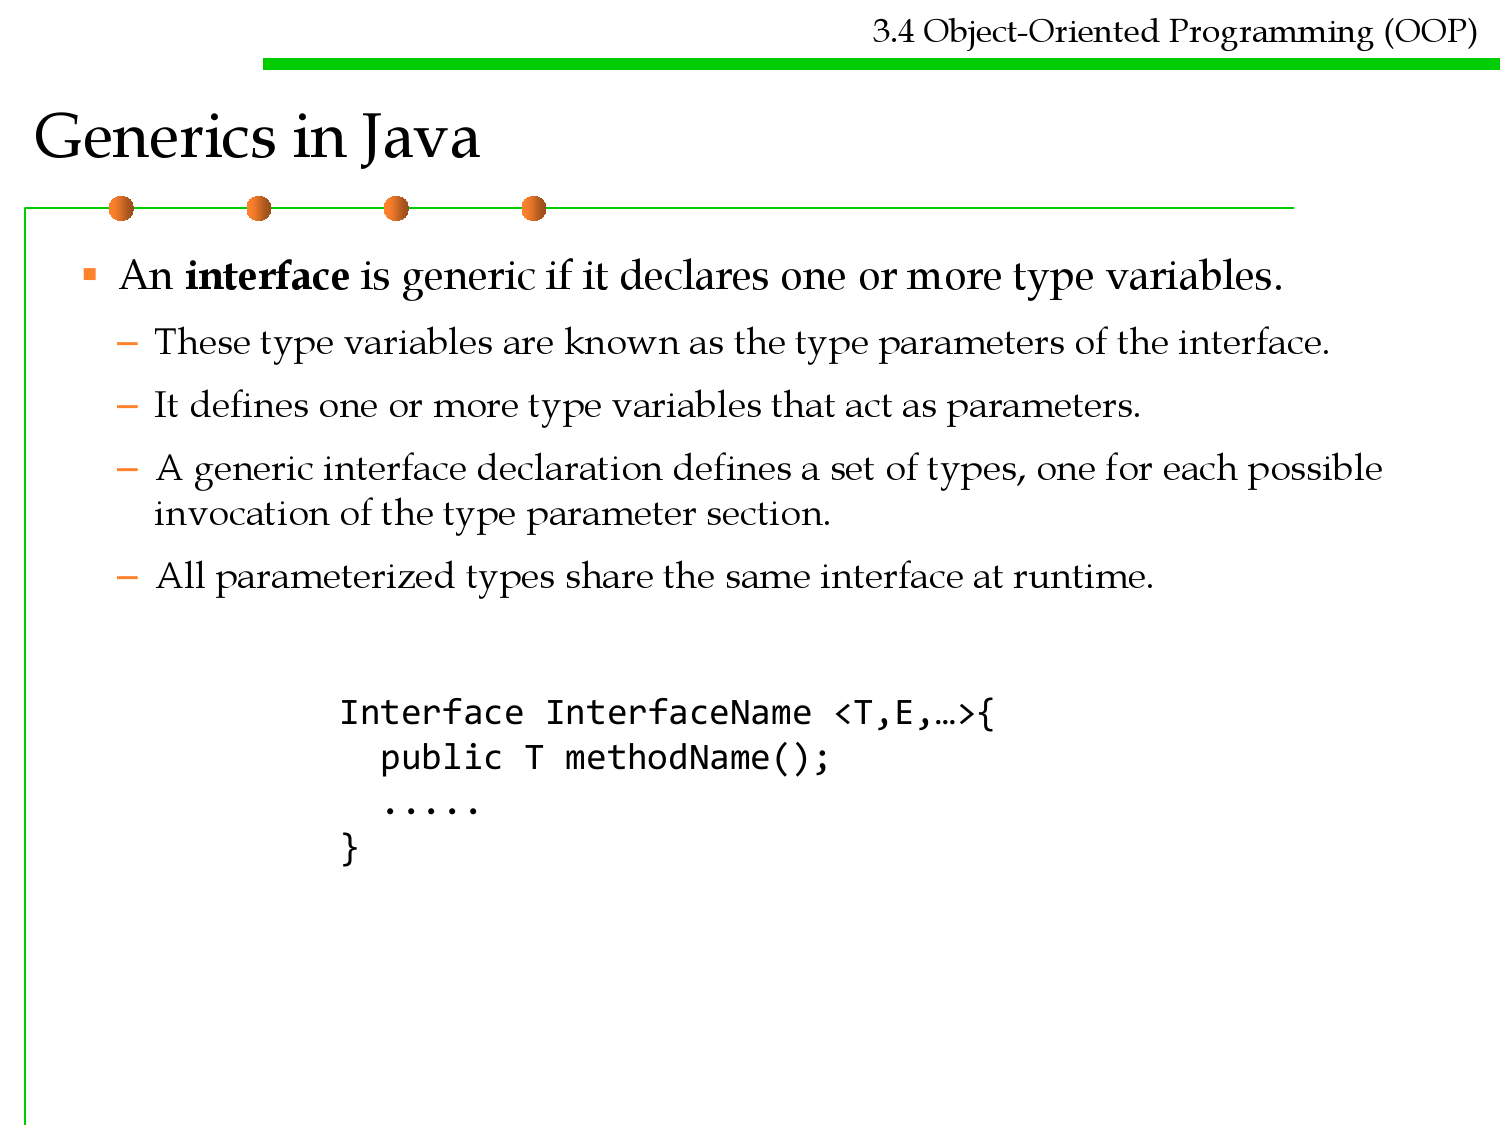 3.4 Object-Oriented Programming (OOP)
Generics in Java
▪ An interface is generic if it declares one or more type variables.
– These type variables are known as the type parameters of the interface.
– It defines one or more type variables that act as parameters.
– A generic interface declaration defines a set of types, one for each possible
invocation of the type parameter section.
– All parameterized types share the same interface at runtime.
Interface InterfaceName <T,E,…>{
  public T methodName();
  .....
}